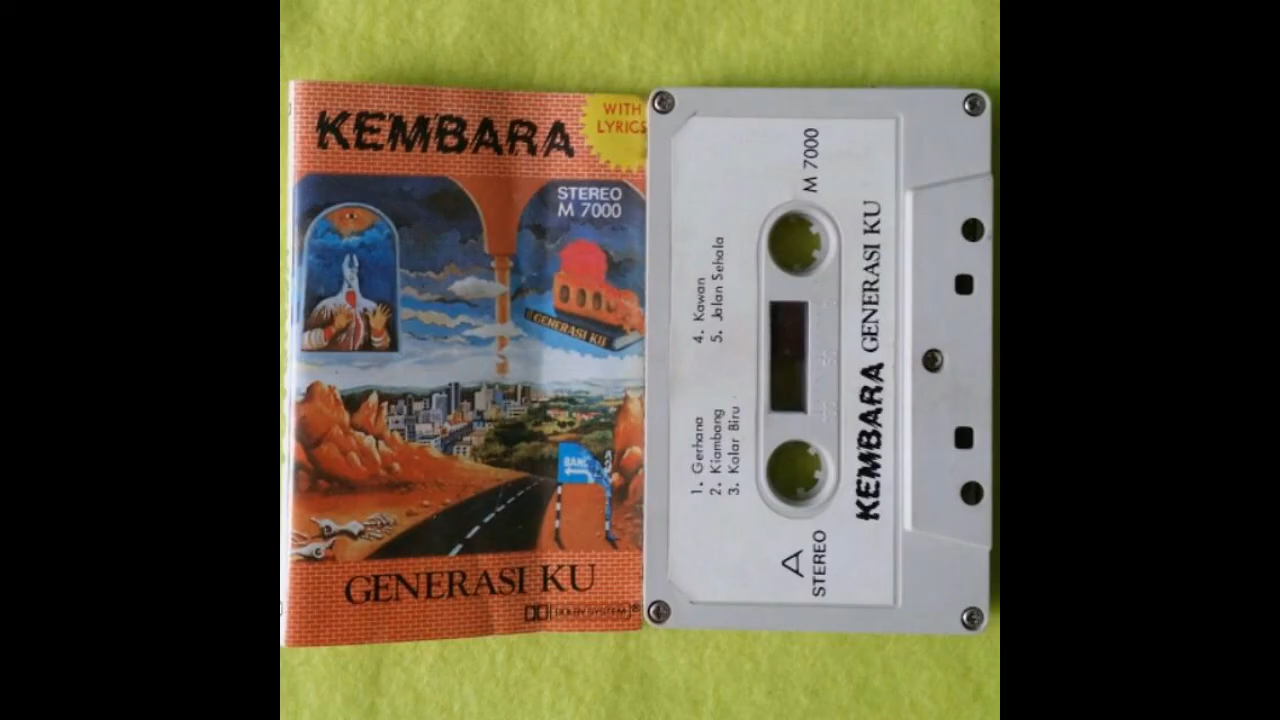 KEMBARA
WITH
LYRICS
STEREO
M 7000
GENERASI KU
GENERASI KU
DOLBY SYSTEM ®
A
STEREO
1. Gerhana
2. Kiambang
3. Kolar Biru
4. Kawan
5. Jalan Sehala
M 7000
KEMBARA GENERASI KU